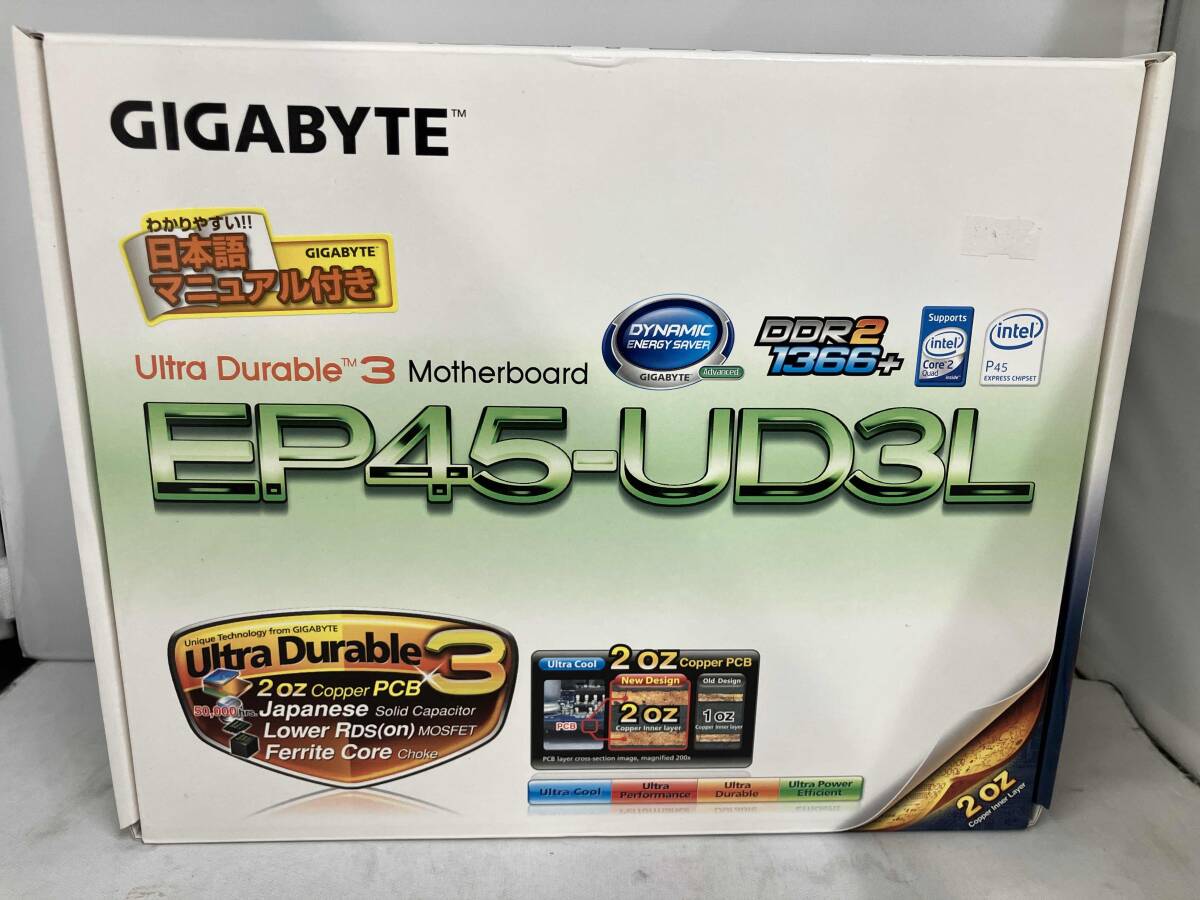 GIGABYTE™
わかりやすい!!
日本語
マニュアル付き
GIGABYTE™
Ultra Durable™ 3 Motherboard
DYNAMIC
ENERGY SAVER
GIGABYTE
Advanced
DDR2
1366+
Supports
intel
Core™2
Quad
inside™
intel
P45
EXPRESS CHIPSET
EP45-UD3L
Unique Technology from GIGABYTE
Ultra Durable 3
2 oz Copper PCB
50,000 hrs. Japanese Solid Capacitor
Lower RDS(on) MOSFET
Ferrite Core Choke
Ultra Cool
2 oz Copper PCB
New Design
Old Design
PCB
2 oz
Copper Inner layer
1 oz
Copper Inner layer
PCB layer cross-section image, magnified 200x
Ultra Cool
Ultra
Performance
Ultra
Durable
Ultra Power
Efficient
2 oz
Copper Inner Layer